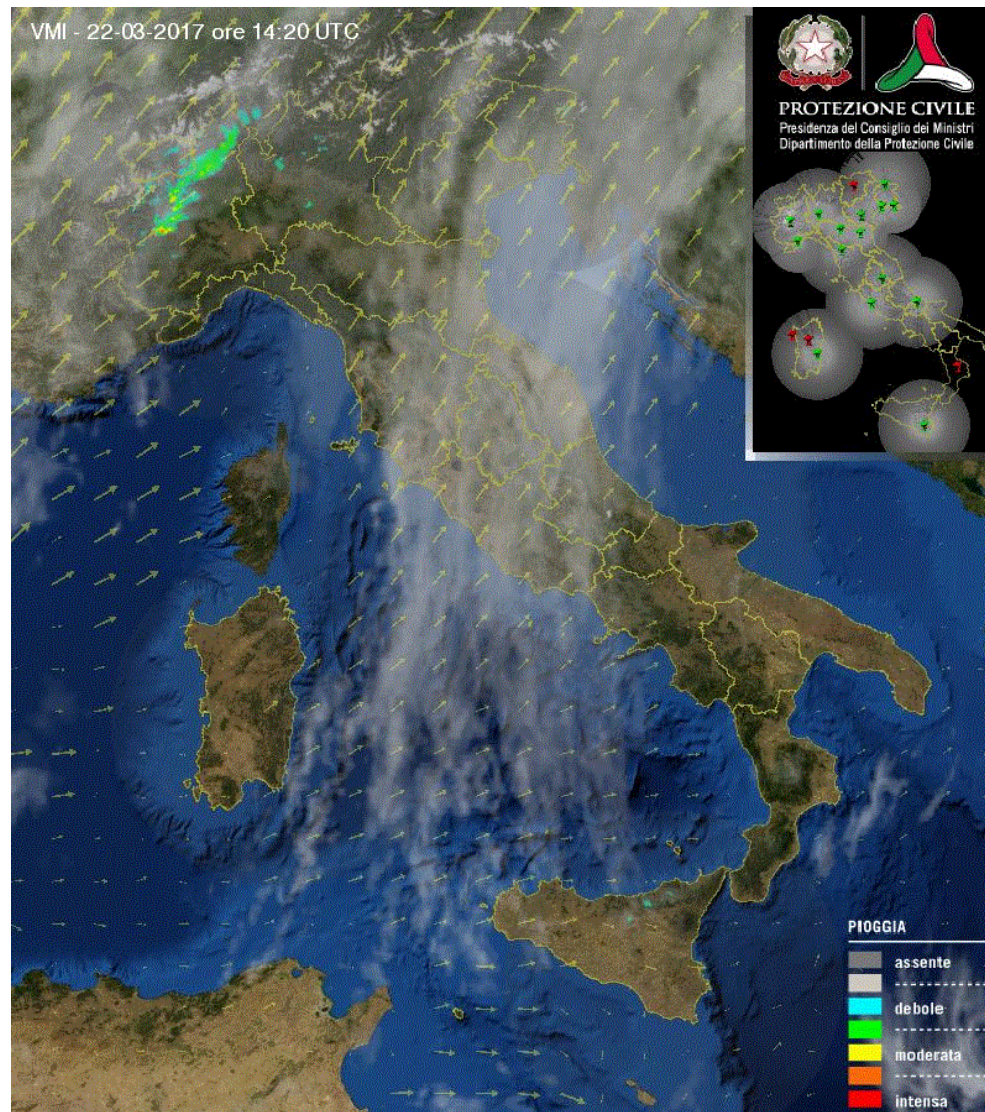 VMI - 22-03-2017 ore 14:20 UTC
PROTEZIONE CIVILE
Presidenza del Consiglio dei Ministri
Dipartimento della Protezione Civile
PIOGGIA
assente
debole
moderata
intensa